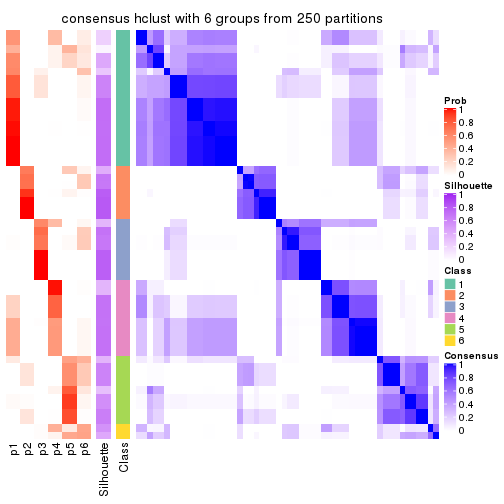 consensus hclust with 6 groups from 250 partitions
Prob
1
0.8
0.6
0.4
0.2
0
Silhouette
1
0.8
0.6
0.4
0.2
0
Class
1
2
3
4
5
6
Consensus
1
0.8
0.6
0.4
0.2
0
p1
p2
p3
p4
p5
p6
Silhouette
Class